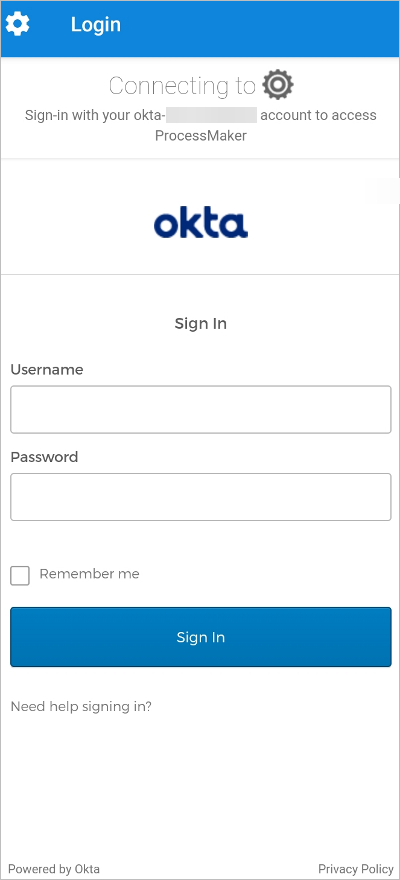 Login
Connecting to
Sign-in with your okta- account to access
ProcessMaker
okta
Sign In
Username
Password
Remember me
Sign In
Need help signing in?
Powered by Okta Privacy Policy